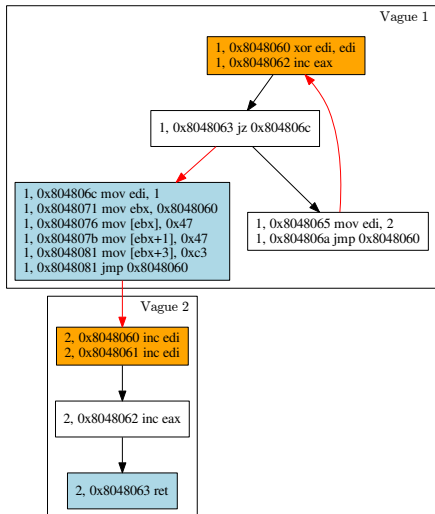 Vague 1
1, 0x8048060 xor edi, edi
1, 0x8048062 inc eax
1, 0x8048063 jz 0x804806c
1, 0x804806c mov edi, 1
1, 0x8048071 mov ebx, 0x8048060
1, 0x8048076 mov [ebx], 0x47
1, 0x804807b mov [ebx+1], 0x47
1, 0x8048081 mov [ebx+3], 0xc3
1, 0x8048081 jmp 0x8048060
1, 0x8048065 mov edi, 2
1, 0x804806a jmp 0x8048060
Vague 2
2, 0x8048060 inc edi
2, 0x8048061 inc edi
2, 0x8048062 inc eax
2, 0x8048063 ret